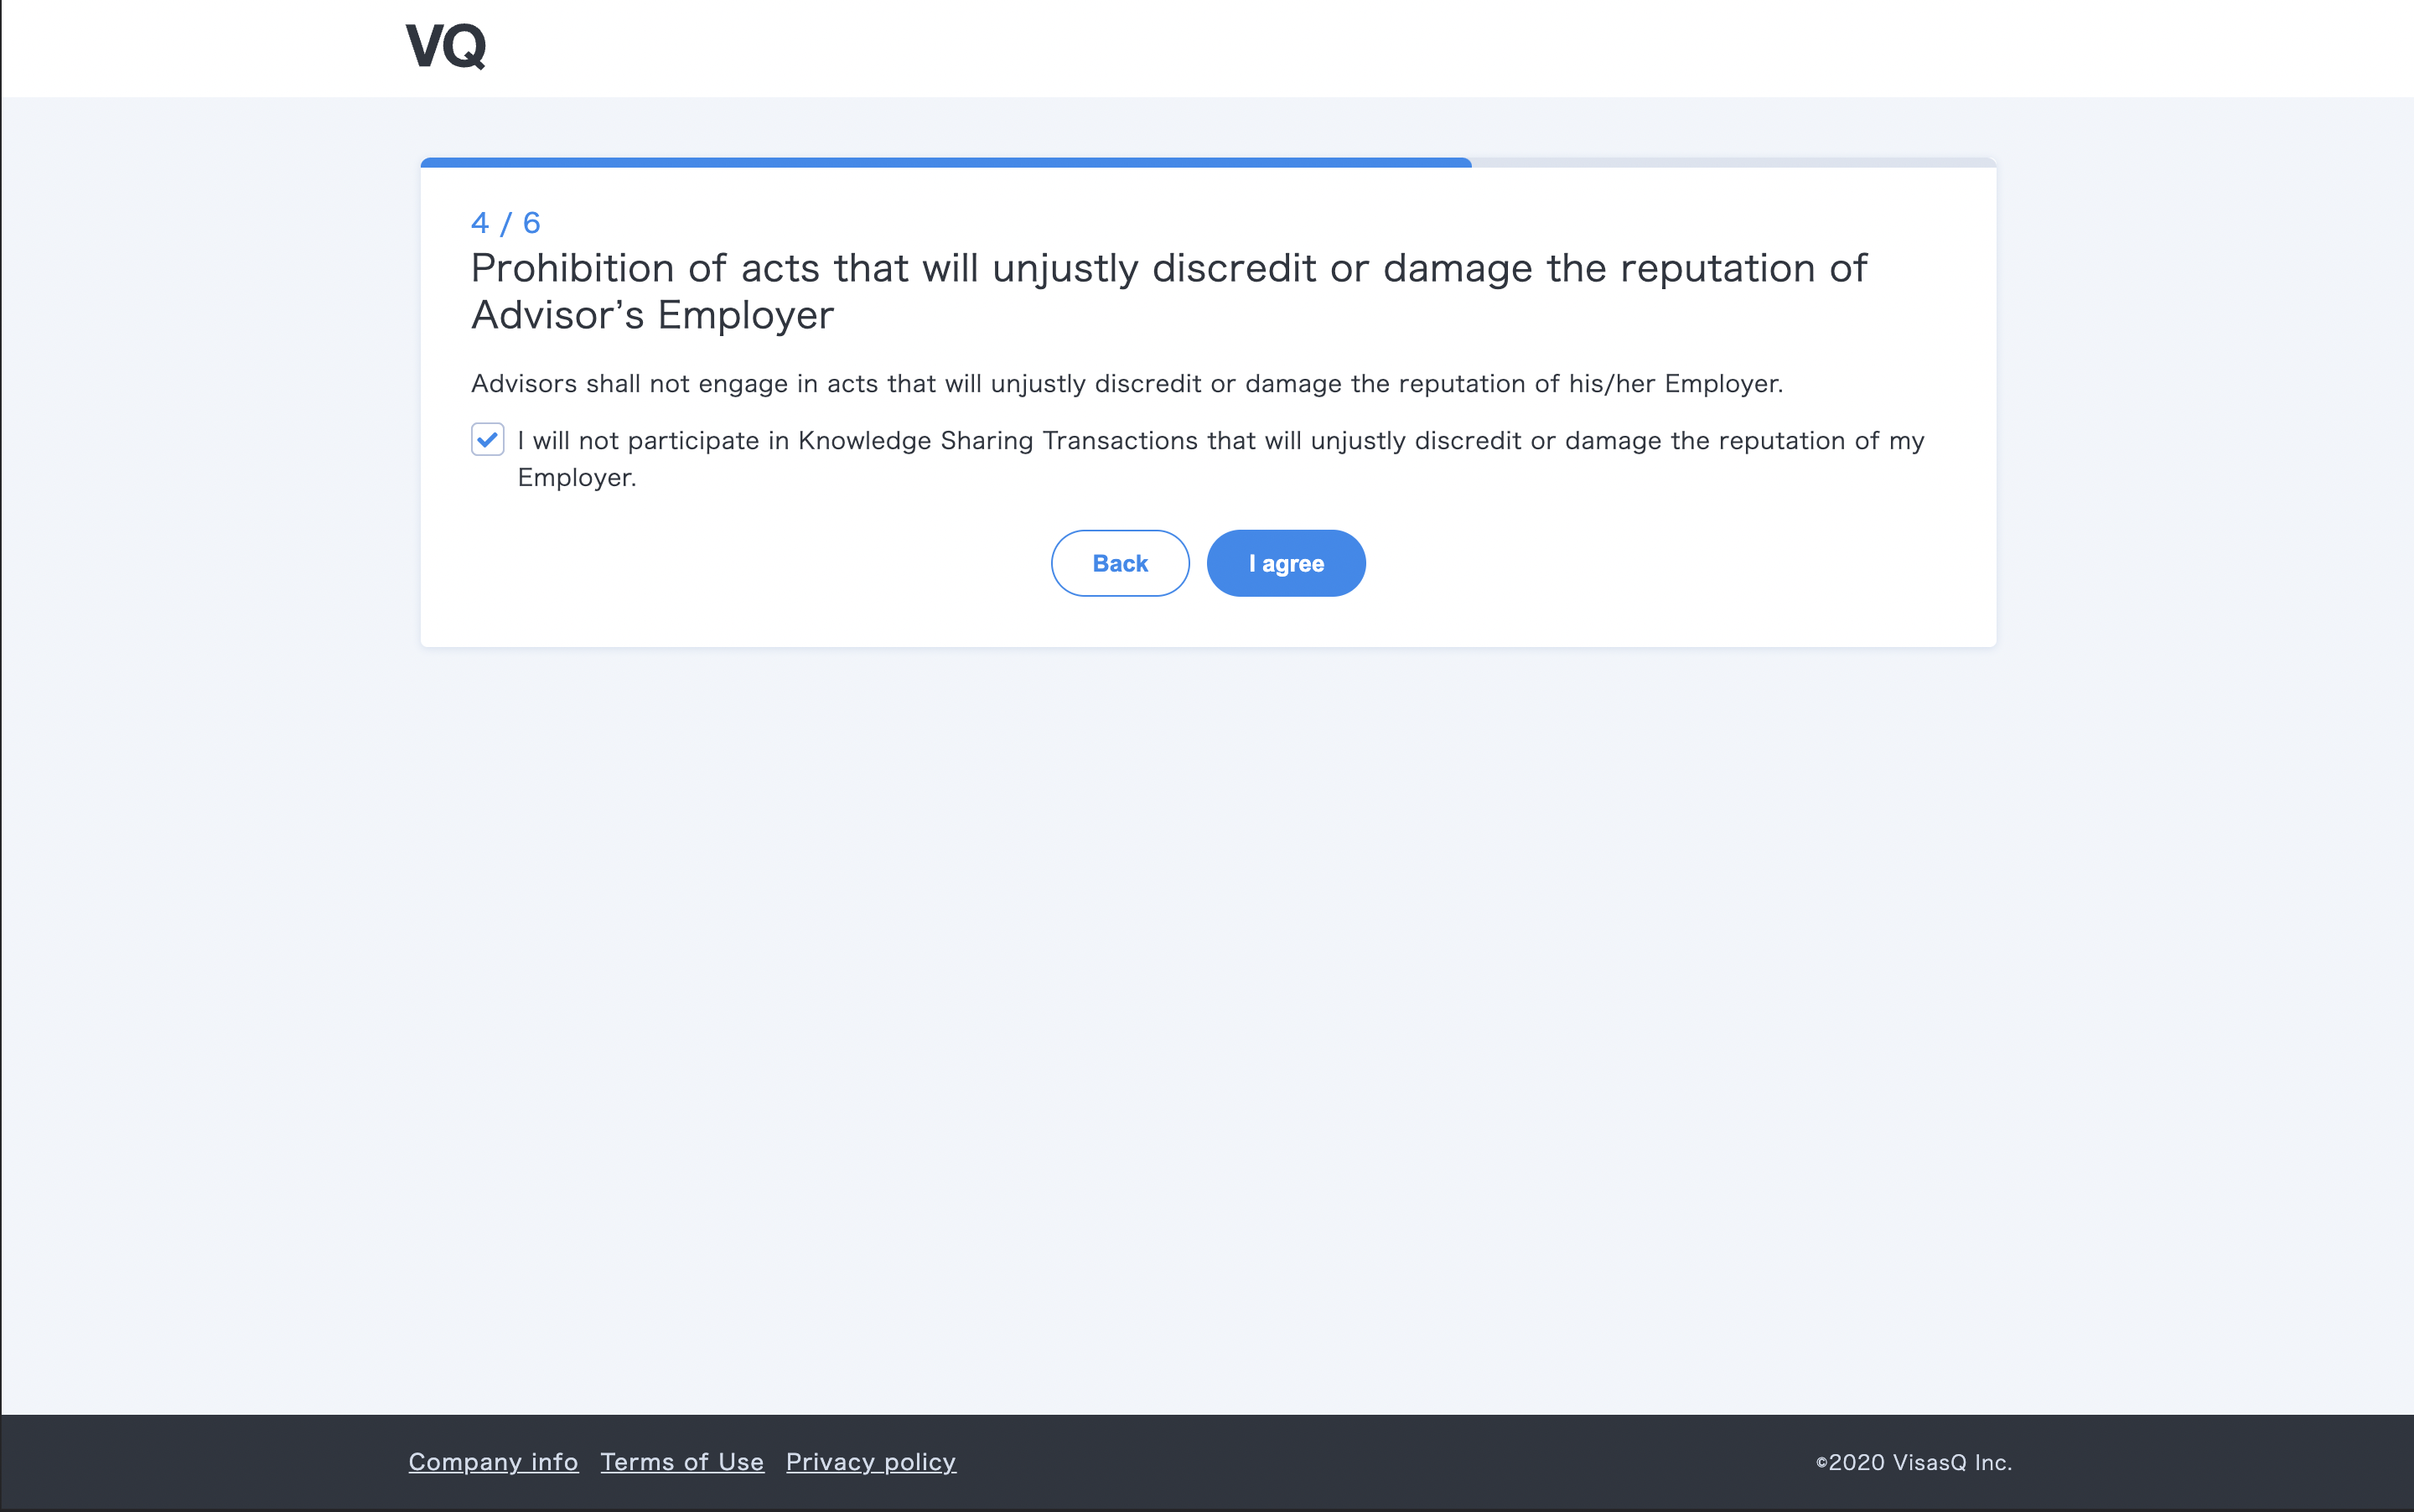 VQ
4 / 6
Prohibition of acts that will unjustly discredit or damage the reputation of
Advisor’s Employer
Advisors shall not engage in acts that will unjustly discredit or damage the reputation of his/her Employer.
I will not participate in Knowledge Sharing Transactions that will unjustly discredit or damage the reputation of my
Employer.
Back I agree
Company info Terms of Use Privacy policy ©2020 VisasQ Inc.